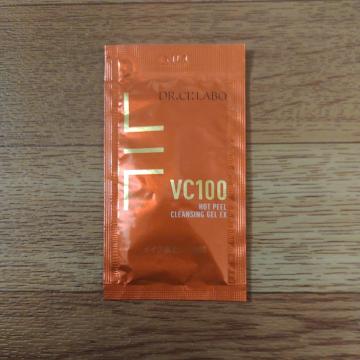 DR.CI:LABO
VC100
HOT PEEL
CLEANSING GEL EX